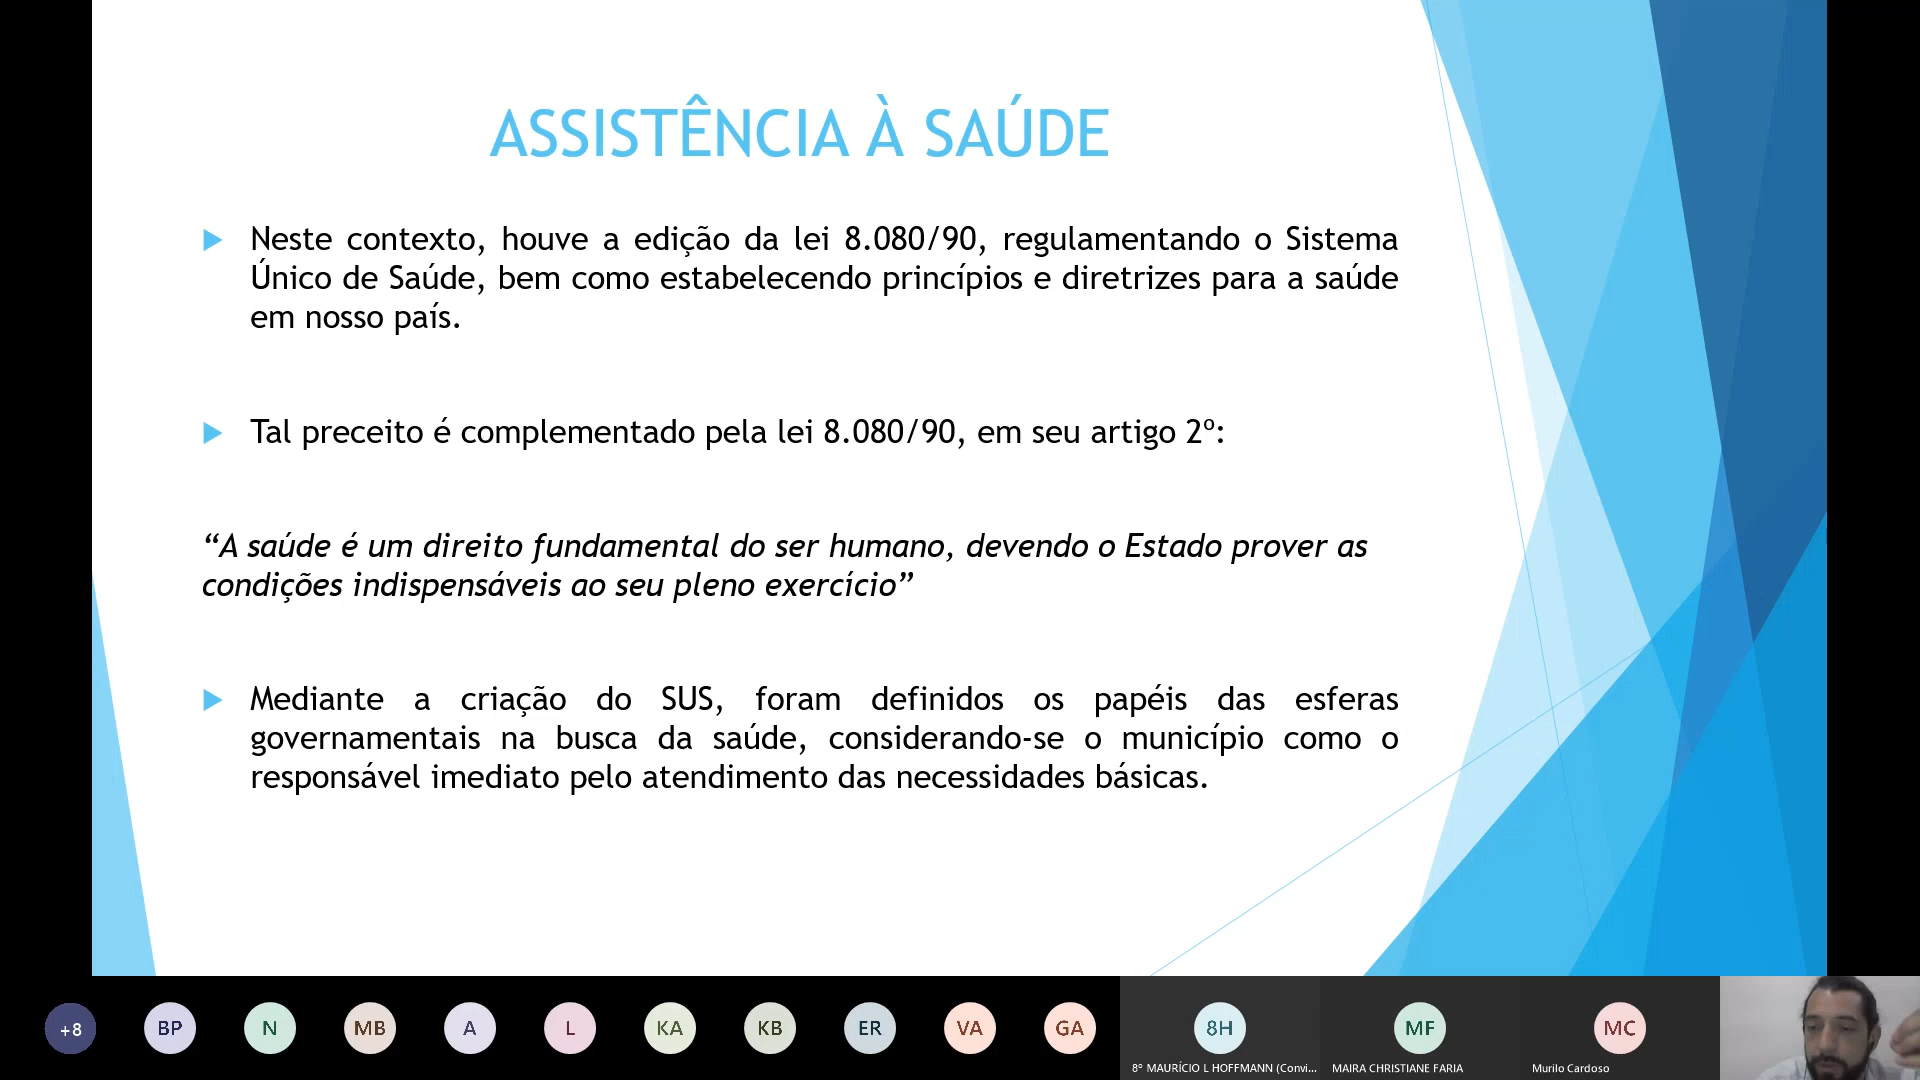 ASSISTÊNCIA À SAÚDE
Neste contexto, houve a edição da lei 8.080/90, regulamentando o Sistema
Único de Saúde, bem como estabelecendo princípios e diretrizes para a saúde
em nosso país.
Tal preceito é complementado pela lei 8.080/90, em seu artigo 2º:
“A saúde é um direito fundamental do ser humano, devendo o Estado prover as
condições indispensáveis ao seu pleno exercício”
Mediante a criação do SUS, foram definidos os papéis das esferas
governamentais na busca da saúde, considerando-se o município como o
responsável imediato pelo atendimento das necessidades básicas.
+8 BP N MB A L KA KB ER VA GA 8H MF MC
8º MAURÍCIO L HOFFMANN (Convi... MAIRA CHRISTIANE FARIA Murilo Cardoso